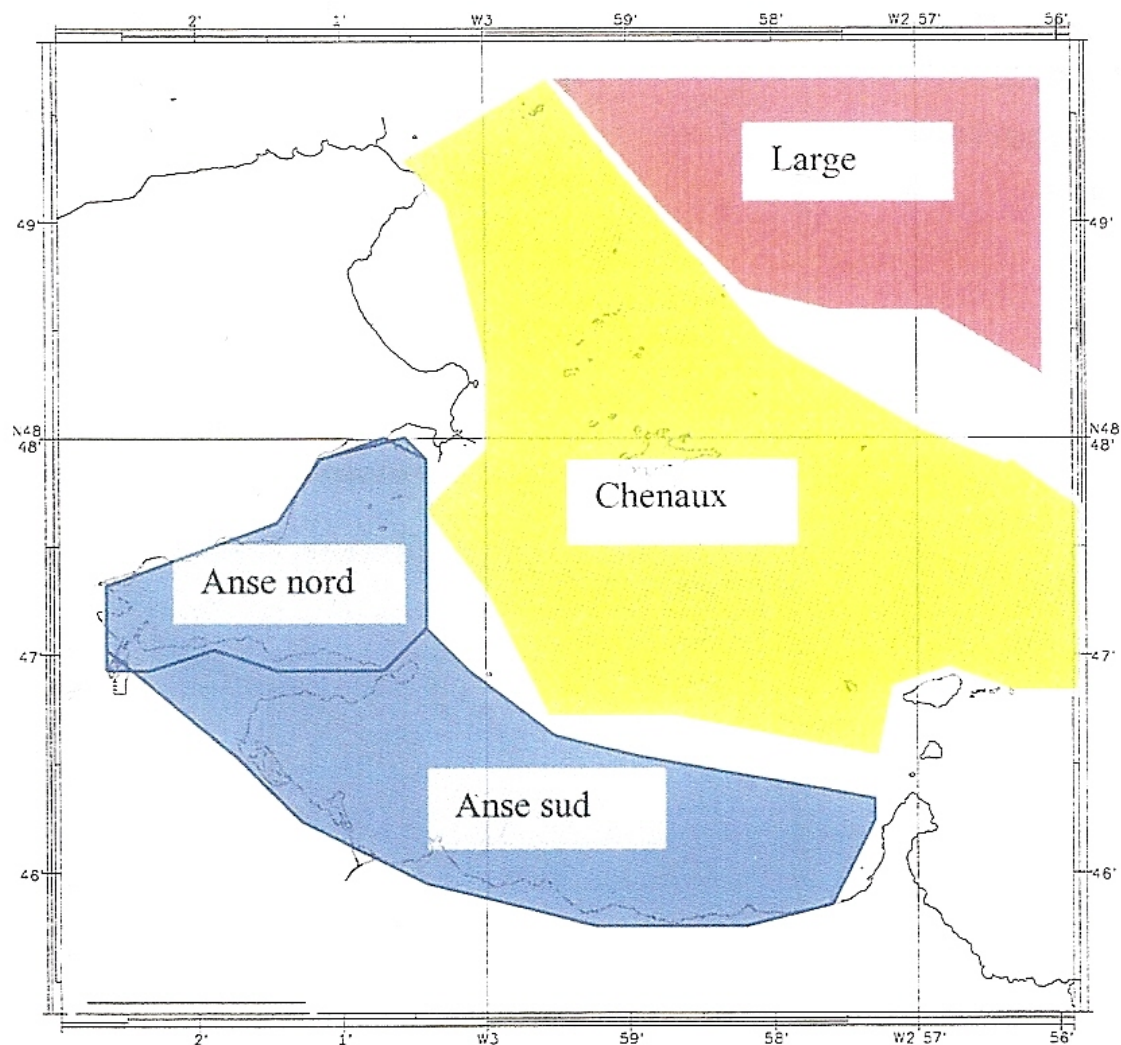 2' 1' W3 59' 58' W2 57' 56'
Large
49' 49'
N48 N48
48' 48'
Chenaux
Anse nord
47' 47'
Anse sud
46' 46'
2' 1' W3 59' 58' W2 57' 56'